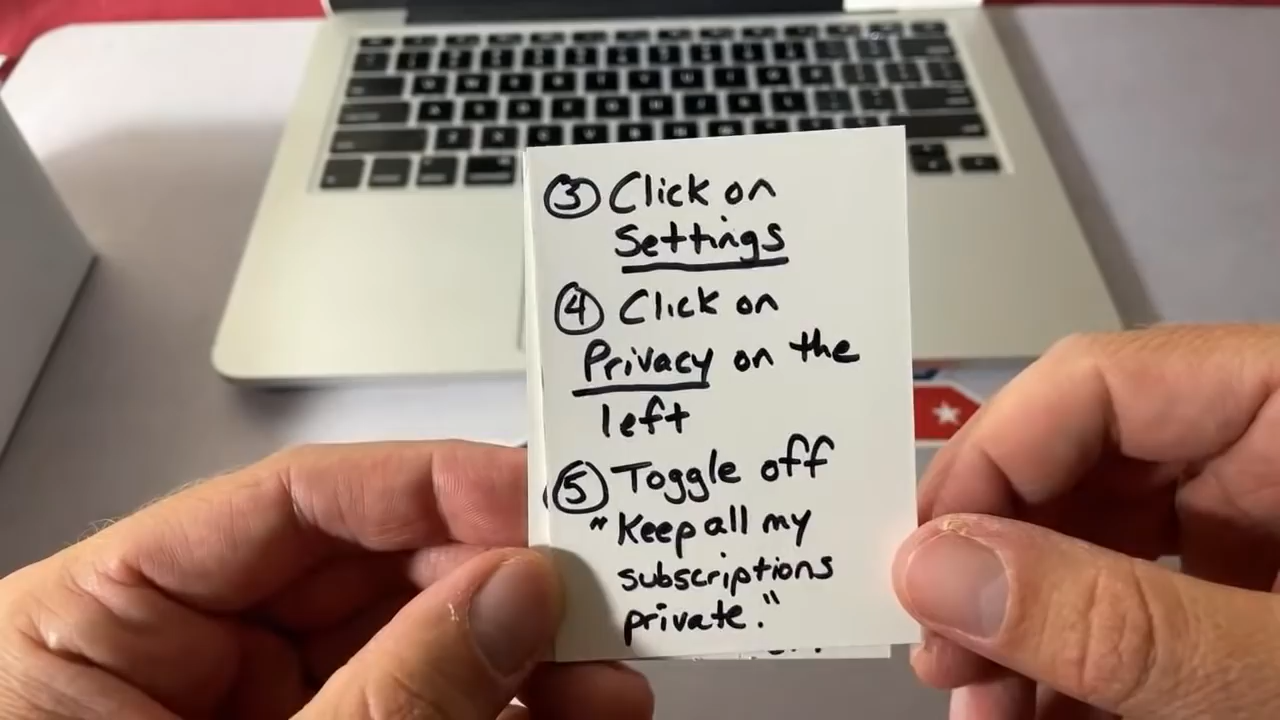 ③ Click on
Settings
④ Click on
Privacy on the
left
⑤ Toggle off
"Keep all my
subscriptions
private."